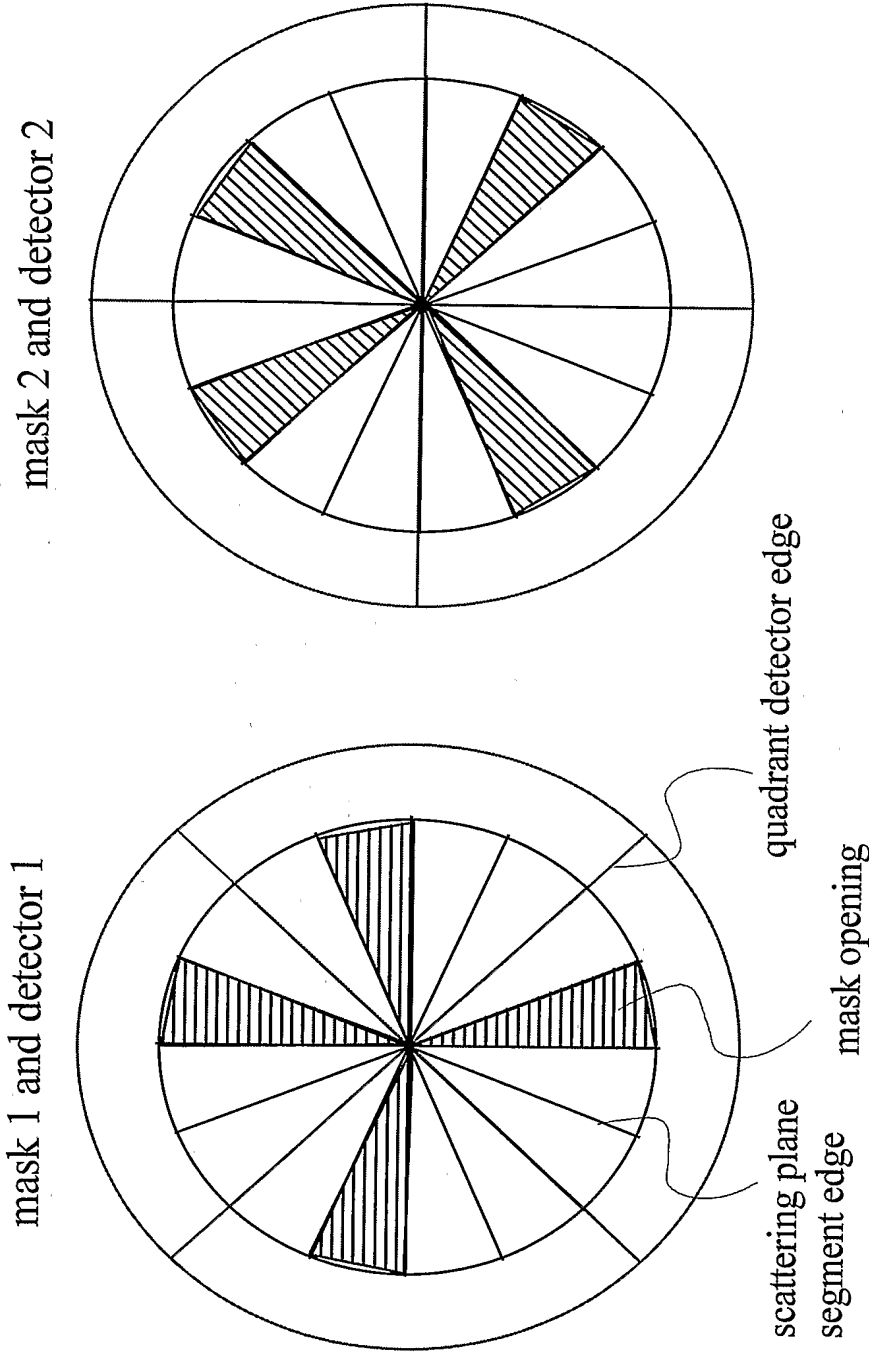 mask 1 and detector 1
mask 2 and detector 2
quadrant detector edge
mask opening
scattering plane
segment edge